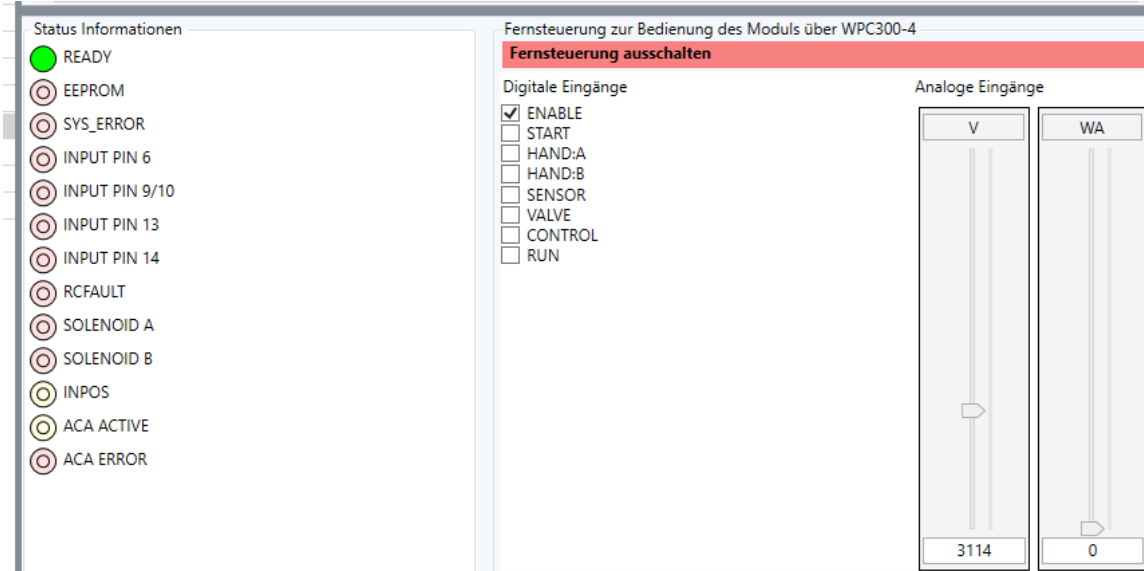 Status Informationen
READY
EEPROM
SYS_ERROR
INPUT PIN 6
INPUT PIN 9/10
INPUT PIN 13
INPUT PIN 14
RCFAULT
SOLENOID A
SOLENOID B
INPOS
ACA ACTIVE
ACA ERROR
Fernsteuerung zur Bedienung des Moduls über WPC300-4
Fernsteuerung ausschalten
Digitale Eingänge
ENABLE
START
HAND:A
HAND:B
SENSOR
VALVE
CONTROL
RUN
Analoge Eingänge
V
WA
3114
0